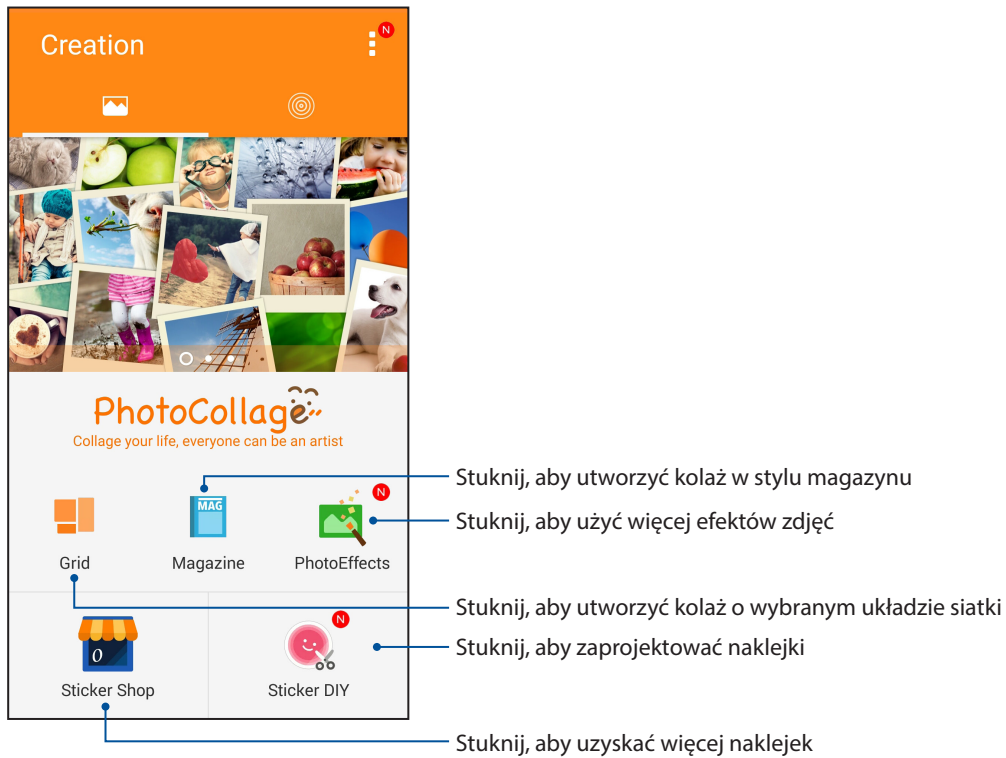 Creation
N
PhotoCollage
Collage your life, everyone can be an artist
Stuknij, aby utworzyć kolaż w stylu magazynu
MAG
N
Stuknij, aby użyć więcej efektów zdjęć
Grid
Magazine
PhotoEffects
Stuknij, aby utworzyć kolaż o wybranym układzie siatki
N
Stuknij, aby zaprojektować naklejki
0
Sticker Shop
Sticker DIY
Stuknij, aby uzyskać więcej naklejek